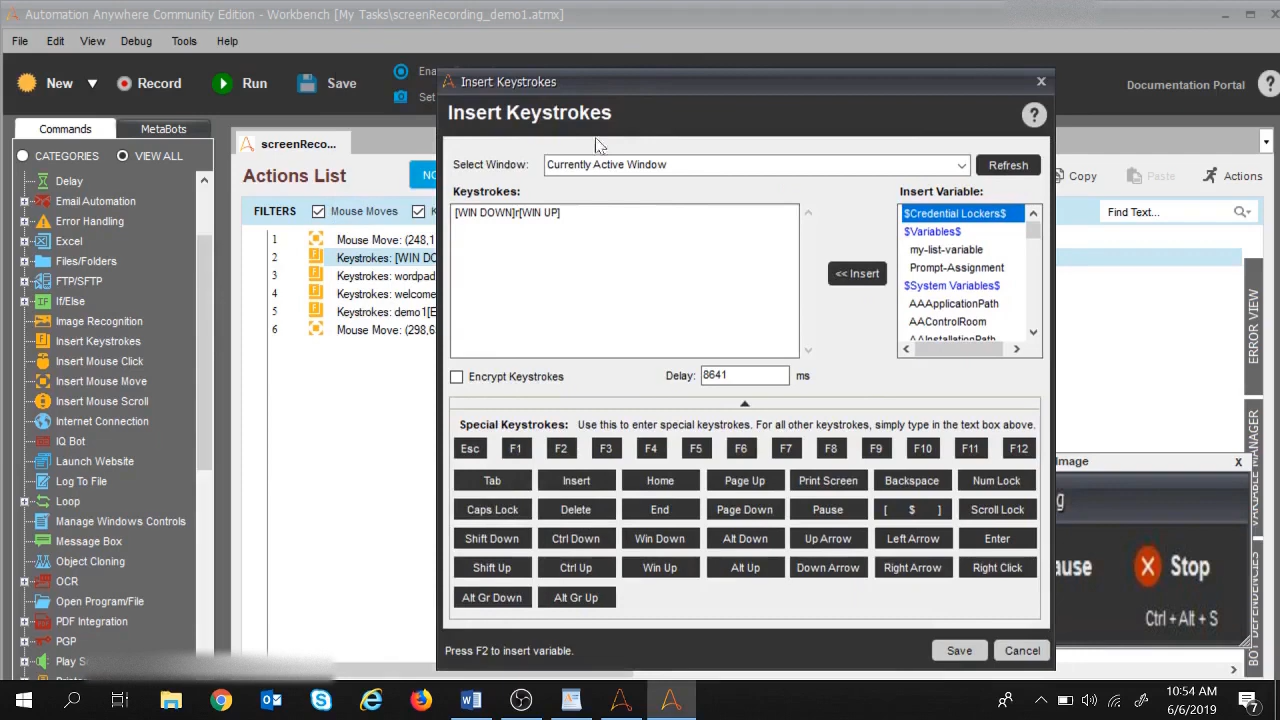 Automation Anywhere Community Edition - Workbench [My Tasks\screenRecording_demo1.atmx]
File Edit View Debug Tools Help
New Record Run Save
Ena
Set
Documentation Portal
Commands MetaBots
CATEGORIES VIEW ALL
Delay
Email Automation
Error Handling
Excel
Files/Folders
FTP/SFTP
If/Else
Image Recognition
Insert Keystrokes
Insert Mouse Click
Insert Mouse Move
Insert Mouse Scroll
Internet Connection
IQ Bot
Launch Website
Log To File
Loop
Manage Windows Controls
Message Box
Object Cloning
OCR
Open Program/File
PDF Integration
PGP
Play S
screenReco...
Actions List
Copy Paste Actions
FILTERS Mouse Moves K
Find Text...
1 Mouse Move: (248,1
2 Keystrokes: [WIN DO
3 Keystrokes: wordpad
4 Keystrokes: welcome
5 Keystrokes: demo1[E
6 Mouse Move: (298,6
Insert Keystrokes
Insert Keystrokes
?
Select Window: Currently Active Window Refresh
Keystrokes:
[WIN DOWN]r[WIN UP]
<< Insert
Insert Variable:
$Credential Lockers$
$Variables$
my-list-variable
Prompt-Assignment
$System Variables$
AAApplicationPath
AAControlRoom
AAInstallationPath
Encrypt Keystrokes Delay: 8641 ms
Special Keystrokes: Use this to enter special keystrokes. For all other keystrokes, simply type in the text box above.
Esc F1 F2 F3 F4 F5 F6 F7 F8 F9 F10 F11 F12
Tab Insert Home Page Up Print Screen Backspace Num Lock
Caps Lock Delete End Page Down Pause [ $ ] Scroll Lock
Shift Down Ctrl Down Win Down Alt Down Up Arrow Left Arrow Enter
Shift Up Ctrl Up Win Up Alt Up Down Arrow Right Arrow Right Click
Alt Gr Down Alt Gr Up
Press F2 to insert variable. Save Cancel
ERROR VIEW
VARIABLE MANAGER
BOT DEPENDENCIES
mage X
g
ause Stop
Ctrl + Alt + S
10:54 AM
6/6/2019
7